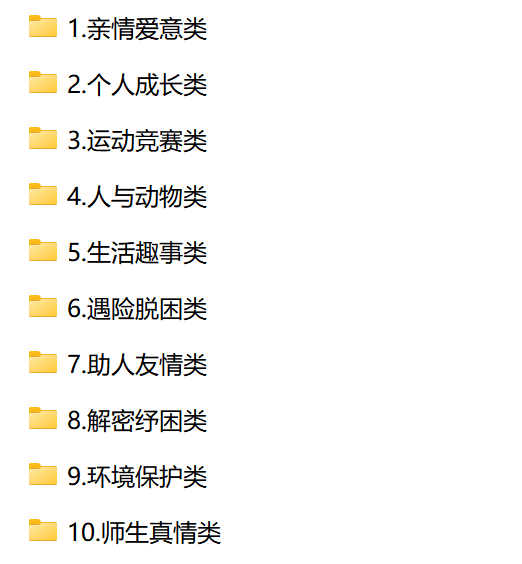 1.亲情爱意类
2.个人成长类
3.运动竞赛类
4.人与动物类
5.生活趣事类
6.遇险脱困类
7.助人友情类
8.解密纾困类
9.环境保护类
10.师生真情类